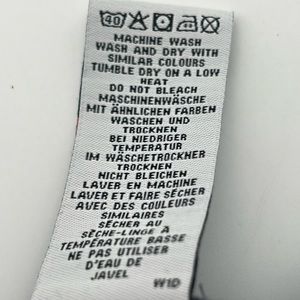 40
MACHINE WASH
WASH AND DRY WITH
SIMILAR COLOURS
TUMBLE DRY ON A LOW
HEAT
DO NOT BLEACH
MASCHINENWÄSCHE
MIT ÄHNLICHEN FARBEN
WASCHEN UND
TROCKNEN
BEI NIEDRIGER
TEMPERATUR
IM WÄSCHETROCKNER
TROCKNEN
NICHT BLEICHEN
LAVER EN MACHINE
LAVER ET FAIRE SÉCHER
AVEC DES COULEURS
SIMILAIRES
SÉCHER AU
SÈCHE-LINGE À
TEMPÉRATURE BASSE
NE PAS UTILISER
D'EAU DE
JAVEL
W1D